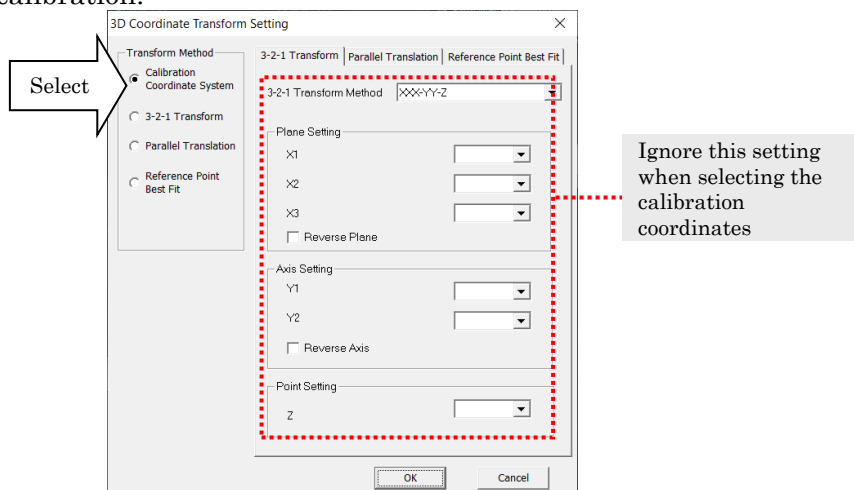 calibration.
3D Coordinate Transform Setting
Transform Method
Calibration
Coordinate System
3-2-1 Transform
Parallel Translation
Reference Point
Best Fit
Select
3-2-1 Transform
Parallel Translation
Reference Point Best Fit
3-2-1 Transform Method
XXX-YY-Z
Plane Setting
X1
X2
X3
Reverse Plane
Axis Setting
Y1
Y2
Reverse Axis
Point Setting
Z
OK
Cancel
Ignore this setting
when selecting the
calibration
coordinates